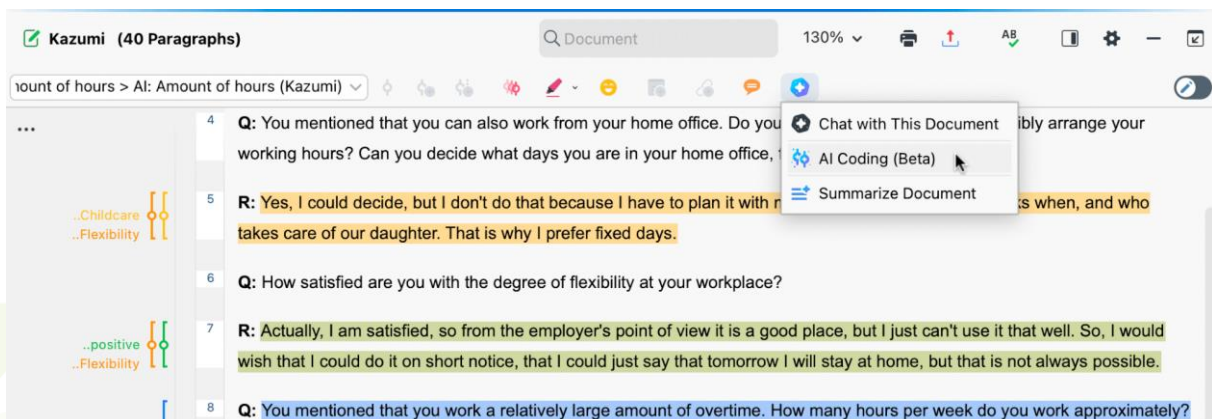 Kazumi (40 Paragraphs)
Document
130%
ount of hours > AI: Amount of hours (Kazumi)
Chat with This Document
AI Coding (Beta)
Summarize Document
...
4 Q: You mentioned that you can also work from your home office. Do you ibly arrange your
working hours? Can you decide what days you are in your home office,
..Childcare
..Flexibility
5 R: Yes, I could decide, but I don't do that because I have to plan it with ks when, and who
takes care of our daughter. That is why I prefer fixed days.
6 Q: How satisfied are you with the degree of flexibility at your workplace?
..positive
..Flexibility
7 R: Actually, I am satisfied, so from the employer's point of view it is a good place, but I just can't use it that well. So, I would
wish that I could do it on short notice, that I could just say that tomorrow I will stay at home, but that is not always possible.
8 Q: You mentioned that you work a relatively large amount of overtime. How many hours per week do you work approximately?